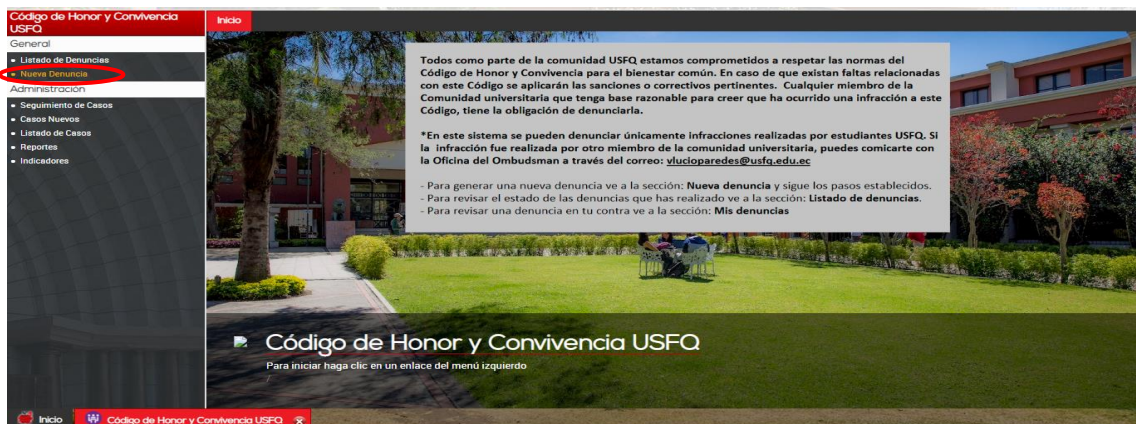 Código de Honor y Convivencia
USFQ
General
Listado de Denuncias
Nueva Denuncia
Administración
Seguimiento de Casos
Casos Nuevos
Listado de Casos
Reportes
Indicadores
Inicio
Todos como parte de la comunidad USFQ estamos comprometidos a respetar las normas del
Código de Honor y Convivencia para el bienestar común. En caso de que existan faltas relacionadas
con este Código se aplicarán las sanciones o correctivos pertinentes. Cualquier miembro de la
Comunidad universitaria que tenga base razonable para creer que ha ocurrido una infracción a este
Código, tiene la obligación de denunciarla.
*En este sistema se pueden denunciar únicamente infracciones realizadas por estudiantes USFQ. Si
la infracción fue realizada por otro miembro de la comunidad universitaria, puedes comicarte con
la Oficina del Ombudsman a través del correo: vlucioparedes@usfq.edu.ec
- Para generar una nueva denuncia ve a la sección: Nueva denuncia y sigue los pasos establecidos.
- Para revisar el estado de las denuncias que has realizado ve a la sección: Listado de denuncias.
- Para revisar una denuncia en tu contra ve a la sección: Mis denuncias
Código de Honor y Convivencia USFQ
Para iniciar haga clic en un enlace del menú izquierdo
Inicio
Código de Honor y Convivencia USFQ